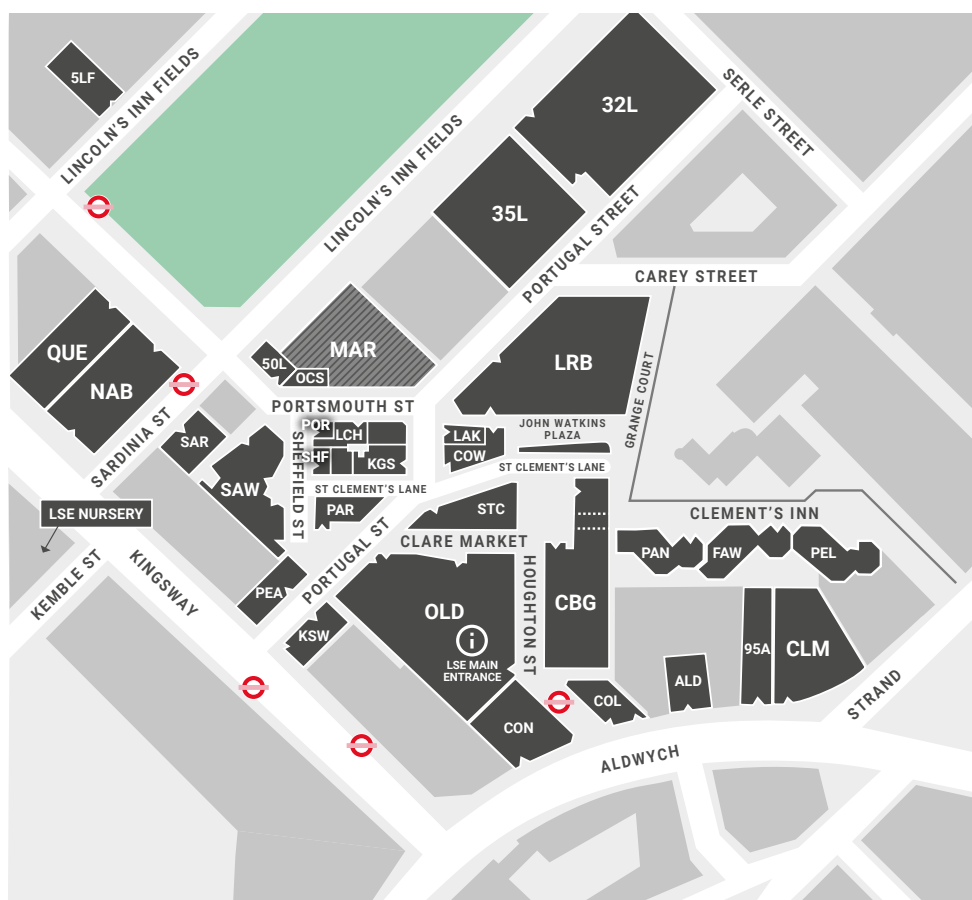 5LF
LINCOLN'S INN FIELDS
32L
SERLE STREET
LINCOLN'S INN FIELDS
35L
PORTUGAL STREET
CAREY STREET
QUE
NAB
50L
OCS
MAR
LRB
GRANGE COURT
PORTSMOUTH ST
SARDINIA ST
SAR
SHEFFIELD ST
POR
LCH
SHF
KGS
LAK
COW
JOHN WATKINS
PLAZA
ST CLEMENT'S LANE
SAW
ST CLEMENT'S LANE
PAR
STC
LSE NURSERY
CLEMENT'S INN
PORTUGAL ST
CLARE MARKET
KEMBLE ST
KINGSWAY
HOUGHTON ST
PAN
FAW
PEL
PEA
KSW
OLD
i
LSE MAIN
ENTRANCE
CBG
95A
CLM
ALD
COL
CON
STRAND
ALDWYCH